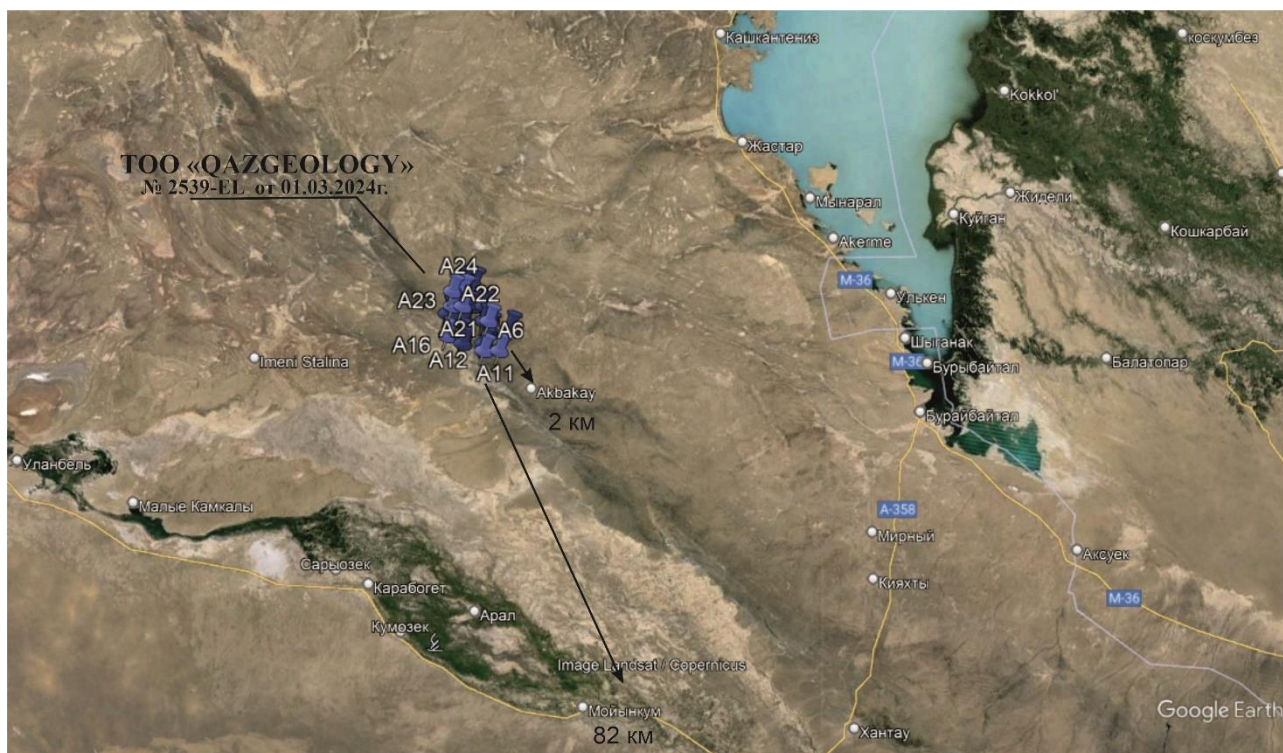 Кашкантениз
коскумбез
Kokkol'
Жастар
ТОО «QAZGEOLOGY»
№ 2539-EL от 01.03.2024г.
Мынарал
Жидели
Куйган
Кошкарбай
Akerme
A24
M-36
A23
A22
Улькен
A21
A6
A16
Шыганак
A12
Imeni Stalina
M-36
Бурыбайтал
Балатопар
A11
Akbakay
2 км
Бурайбайтал
Уланбель
Малые Камкалы
A-358
Мирный
Аксуек
Сарыозек
Карабогет
Кияхты
M-36
Арал
Кумозек
Image Landsat / Copernicus
Мойынкум
Google Earth
82 км
Хантау